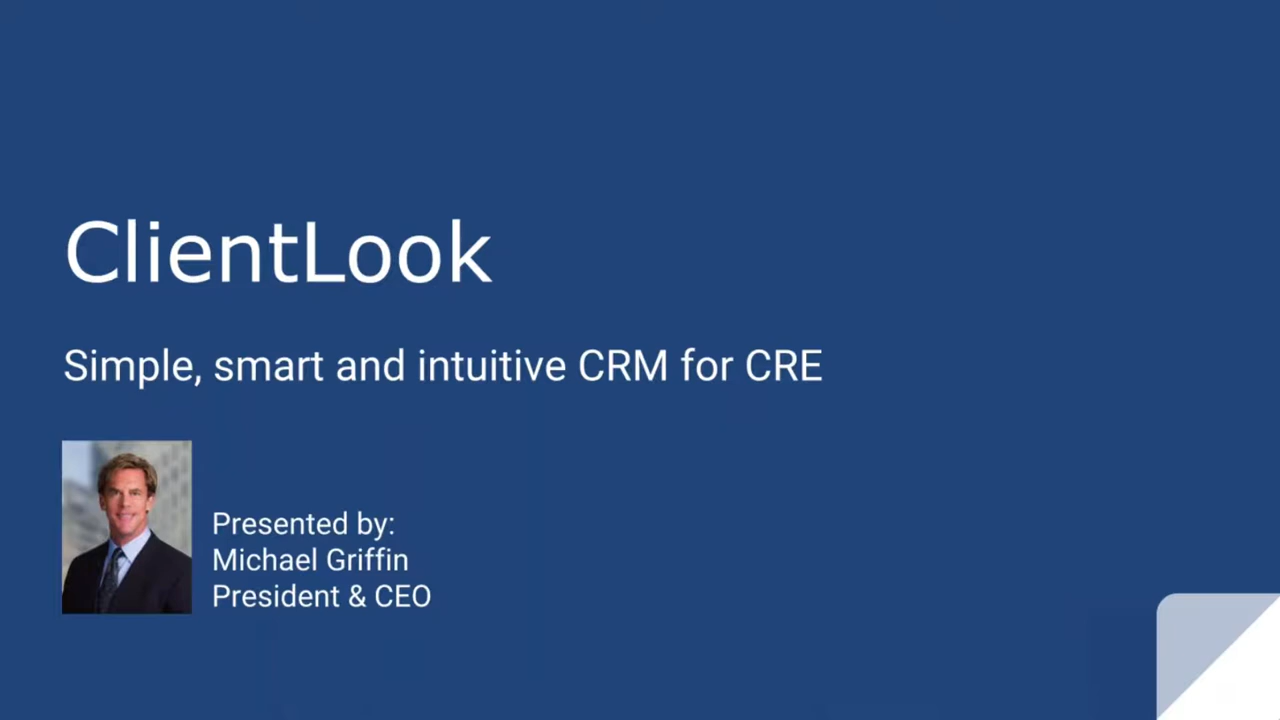 ClientLook
Simple, smart and intuitive CRM for CRE
Presented by:
Michael Griffin
President & CEO